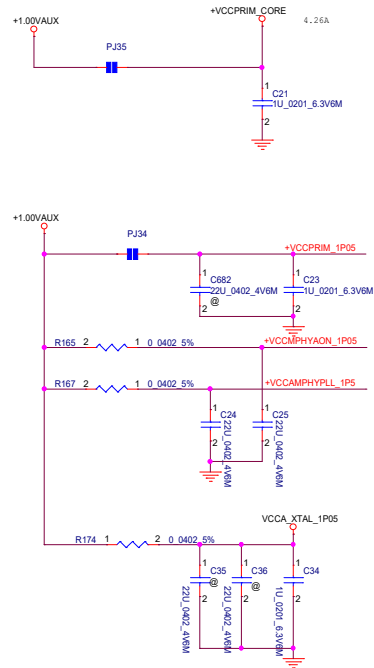 +VCCPRIM_CORE
4.26A
+1.00VAUX
PJ35
1
C21
1U_0201_6.3V6M
2
+1.00VAUX
PJ34
+VCCPRIM_1P05
1
C682
22U_0402_4V6M
@
2
1
C23
1U_0201_6.3V6M
2
R165 2 1 0_0402_5%
+VCCMPHYAON_1P05
R167 2 1 0_0402_5%
+VCCAMPHYPLL_1P5
1
C24
22U_0402_4V6M
2
1
C25
22U_0402_4V6M
2
VCCA_XTAL_1P05
R174 1 2 0_0402_5%
1
C35
@
22U_0402_4V6M
2
1
C36
@
22U_0402_4V6M
2
1
C34
1U_0201_6.3V6M
2